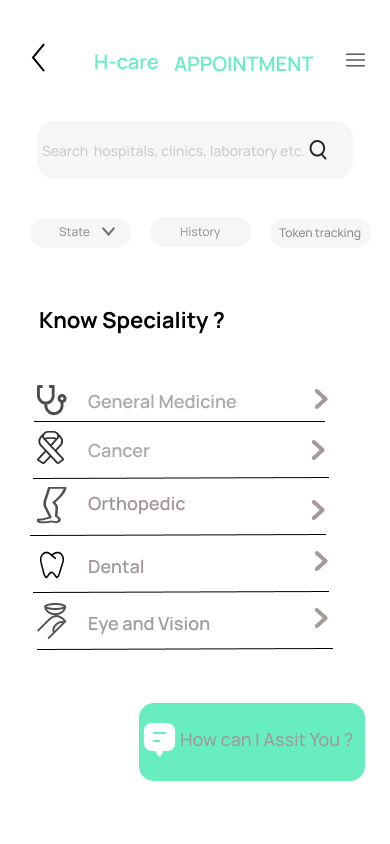 H-care APPOINTMENT
Search hospitals, clinics, laboratory etc.
State History Token tracking
Know Speciality ?
General Medicine
Cancer
Orthopedic
Dental
Eye and Vision
How can I Assit You ?